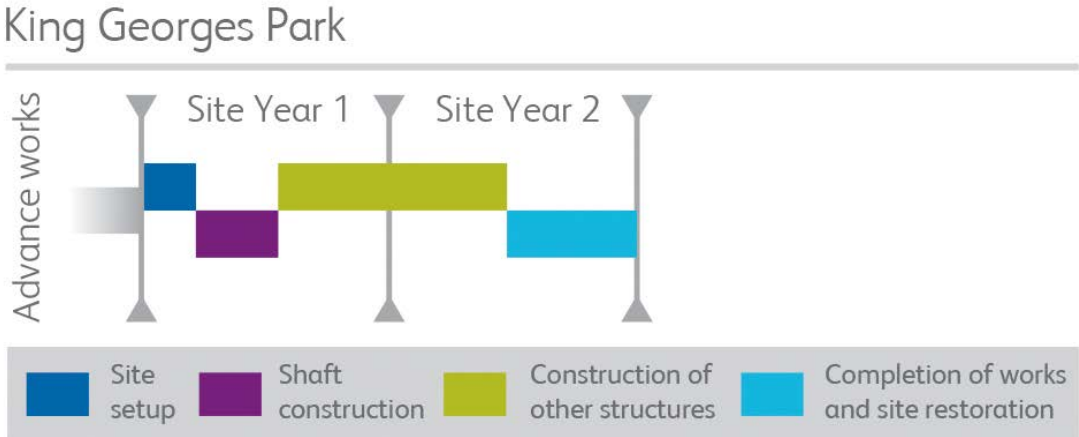 King Georges Park
Advance works
Site Year 1
Site Year 2
Site
setup
Shaft
construction
Construction of
other structures
Completion of works
and site restoration